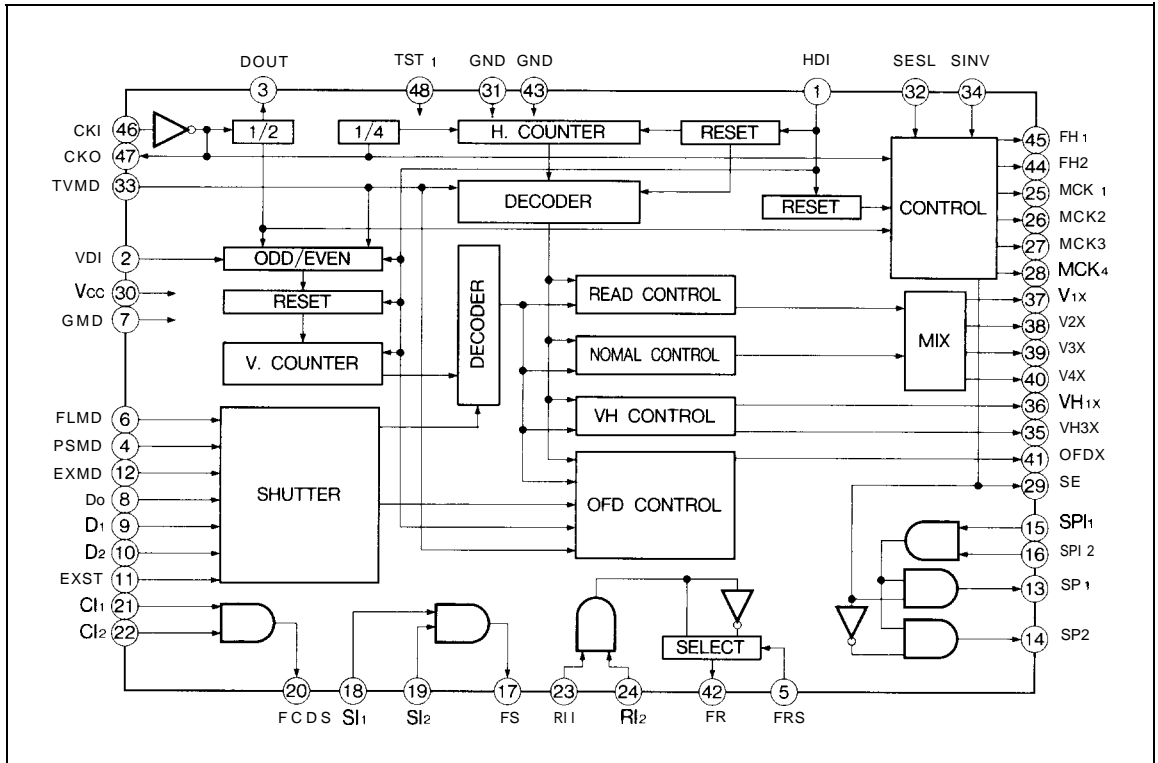 DOUT TST 1 GND GND HDI SESL SINV
3 48 31 43 1 32 34
CKI 46 1/2 1/4 H. COUNTER RESET 45 FH 1
CKO 47 44 FH2
TVMD 33 DECODER RESET CONTROL 25 MCK 1
26 MCK2
27 MCK3
VDI 2 ODD/EVEN 28 MCK4
VCC 30 RESET DECODER READ CONTROL MIX 37 V1X
GMD 7 38 V2X
V. COUNTER NOMAL CONTROL 39 V3X
40 V4X
FLMD 6 VH CONTROL 36 VH1X
PSMD 4 35 VH3X
EXMD 12 41 OFDX
D0 8 SHUTTER OFD CONTROL 29 SE
D1 9 15 SPI1
D2 10 16 SPI 2
EXST 11 13 SP1
CI1 21
CI2 22 SELECT 14 SP2
20 18 19 17 23 24 42 5
FCDS SI1 SI2 FS RI I RI2 FR FRS